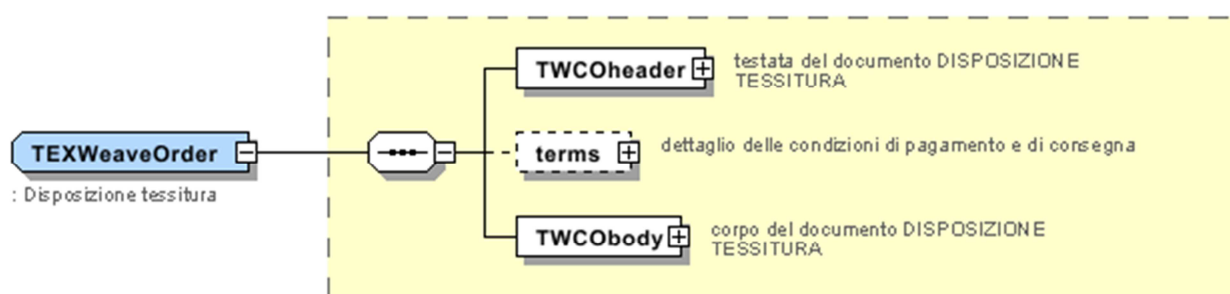 TWCOheader
testata del documento DISPOSIZIONE
TESSITURA
TEXWeaveOrder
: Disposizione tessitura
terms
dettaglio delle condizioni di pagamento e di consegna
TWCObody
corpo del documento DISPOSIZIONE
TESSITURA